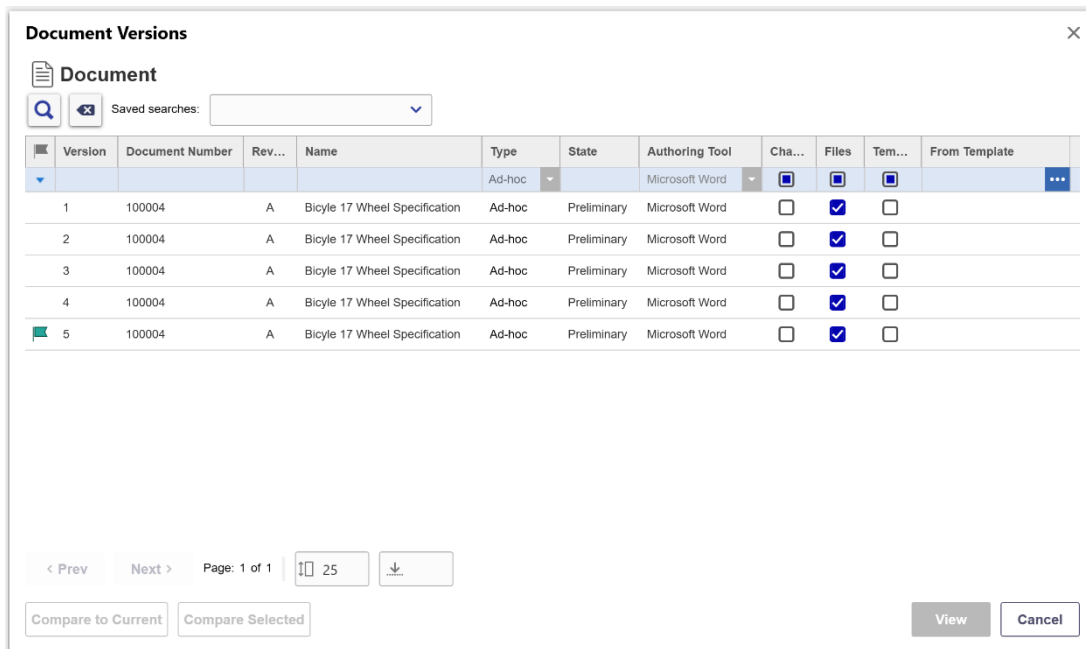 Document Versions
Document
Saved searches:
Version Document Number Rev... Name Type State Authoring Tool Cha... Files Tem... From Template
Ad-hoc Microsoft Word
1 100004 A Bicyle 17 Wheel Specification Ad-hoc Preliminary Microsoft Word
2 100004 A Bicyle 17 Wheel Specification Ad-hoc Preliminary Microsoft Word
3 100004 A Bicyle 17 Wheel Specification Ad-hoc Preliminary Microsoft Word
4 100004 A Bicyle 17 Wheel Specification Ad-hoc Preliminary Microsoft Word
5 100004 A Bicyle 17 Wheel Specification Ad-hoc Preliminary Microsoft Word
< Prev Next > Page: 1 of 1 25
Compare to Current Compare Selected View Cancel